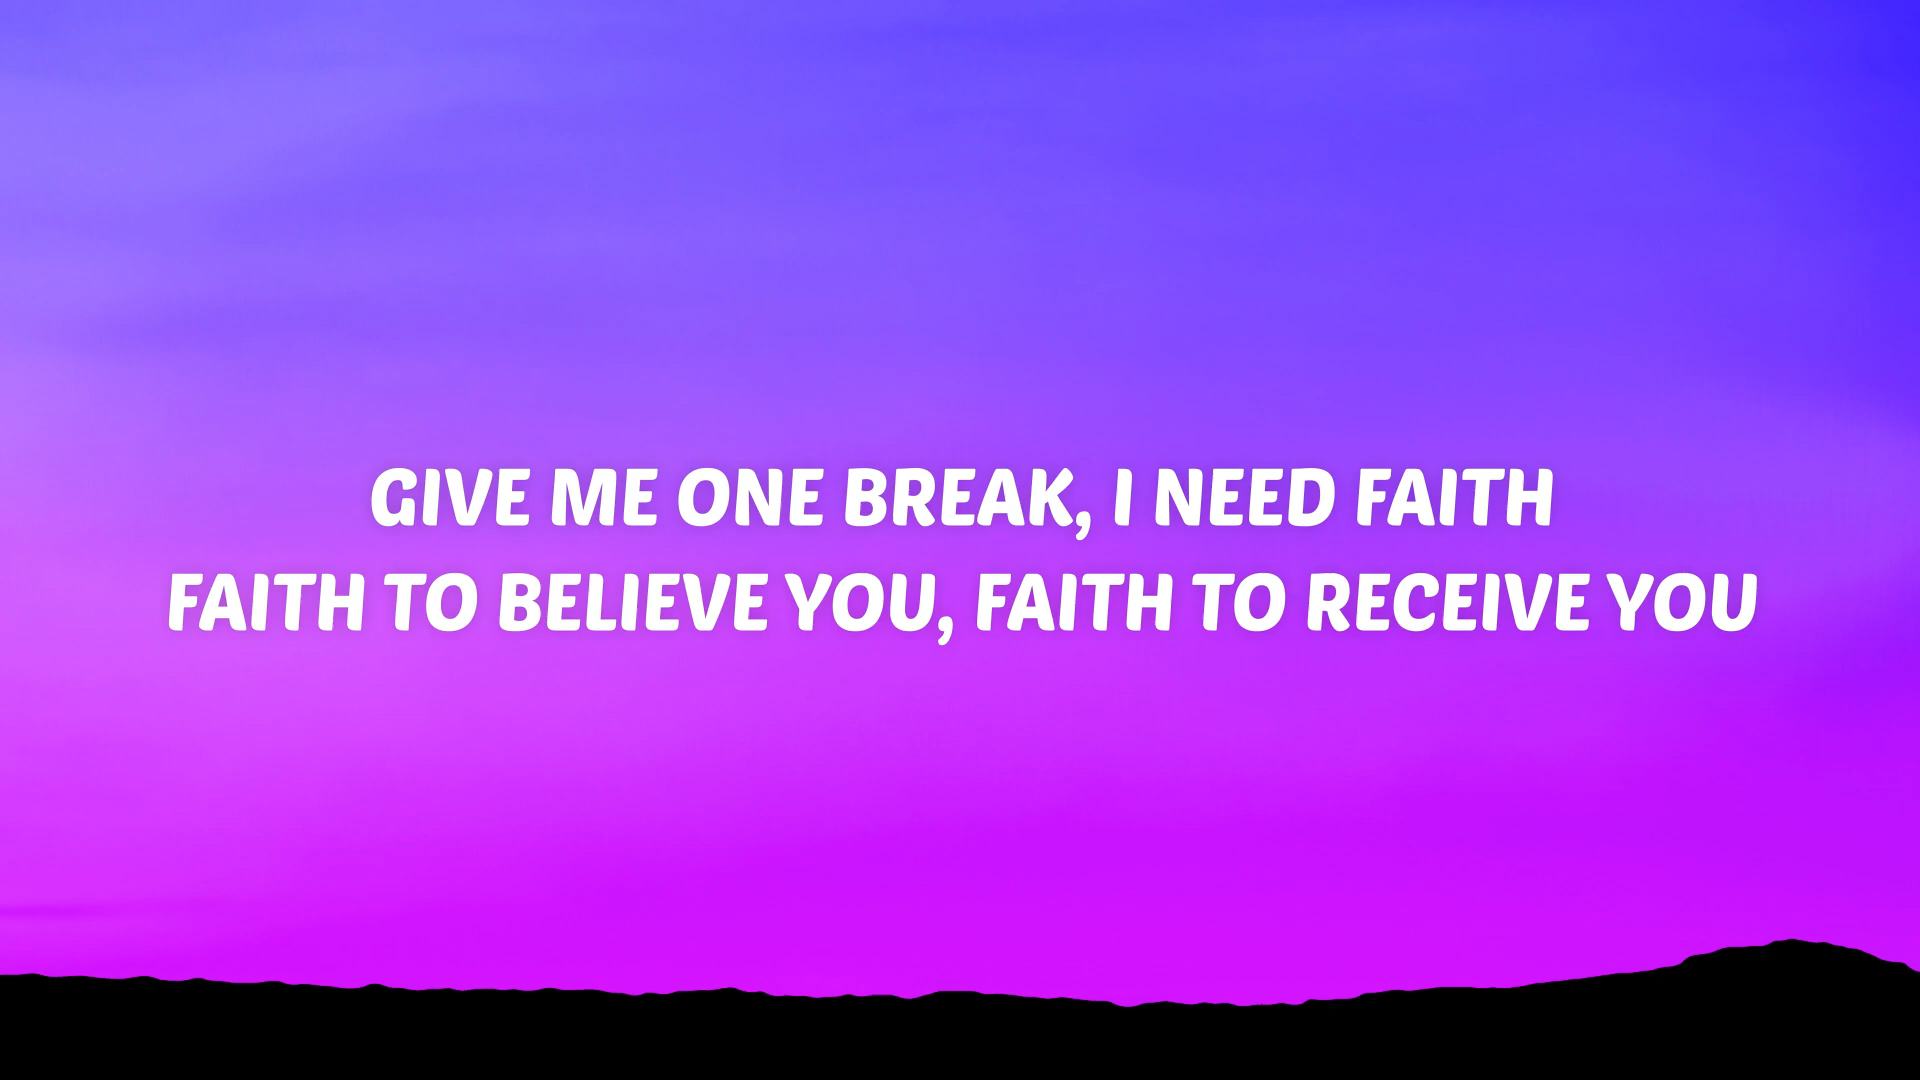 GIVE ME ONE BREAK, I NEED FAITH
FAITH TO BELIEVE YOU, FAITH TO RECEIVE YOU